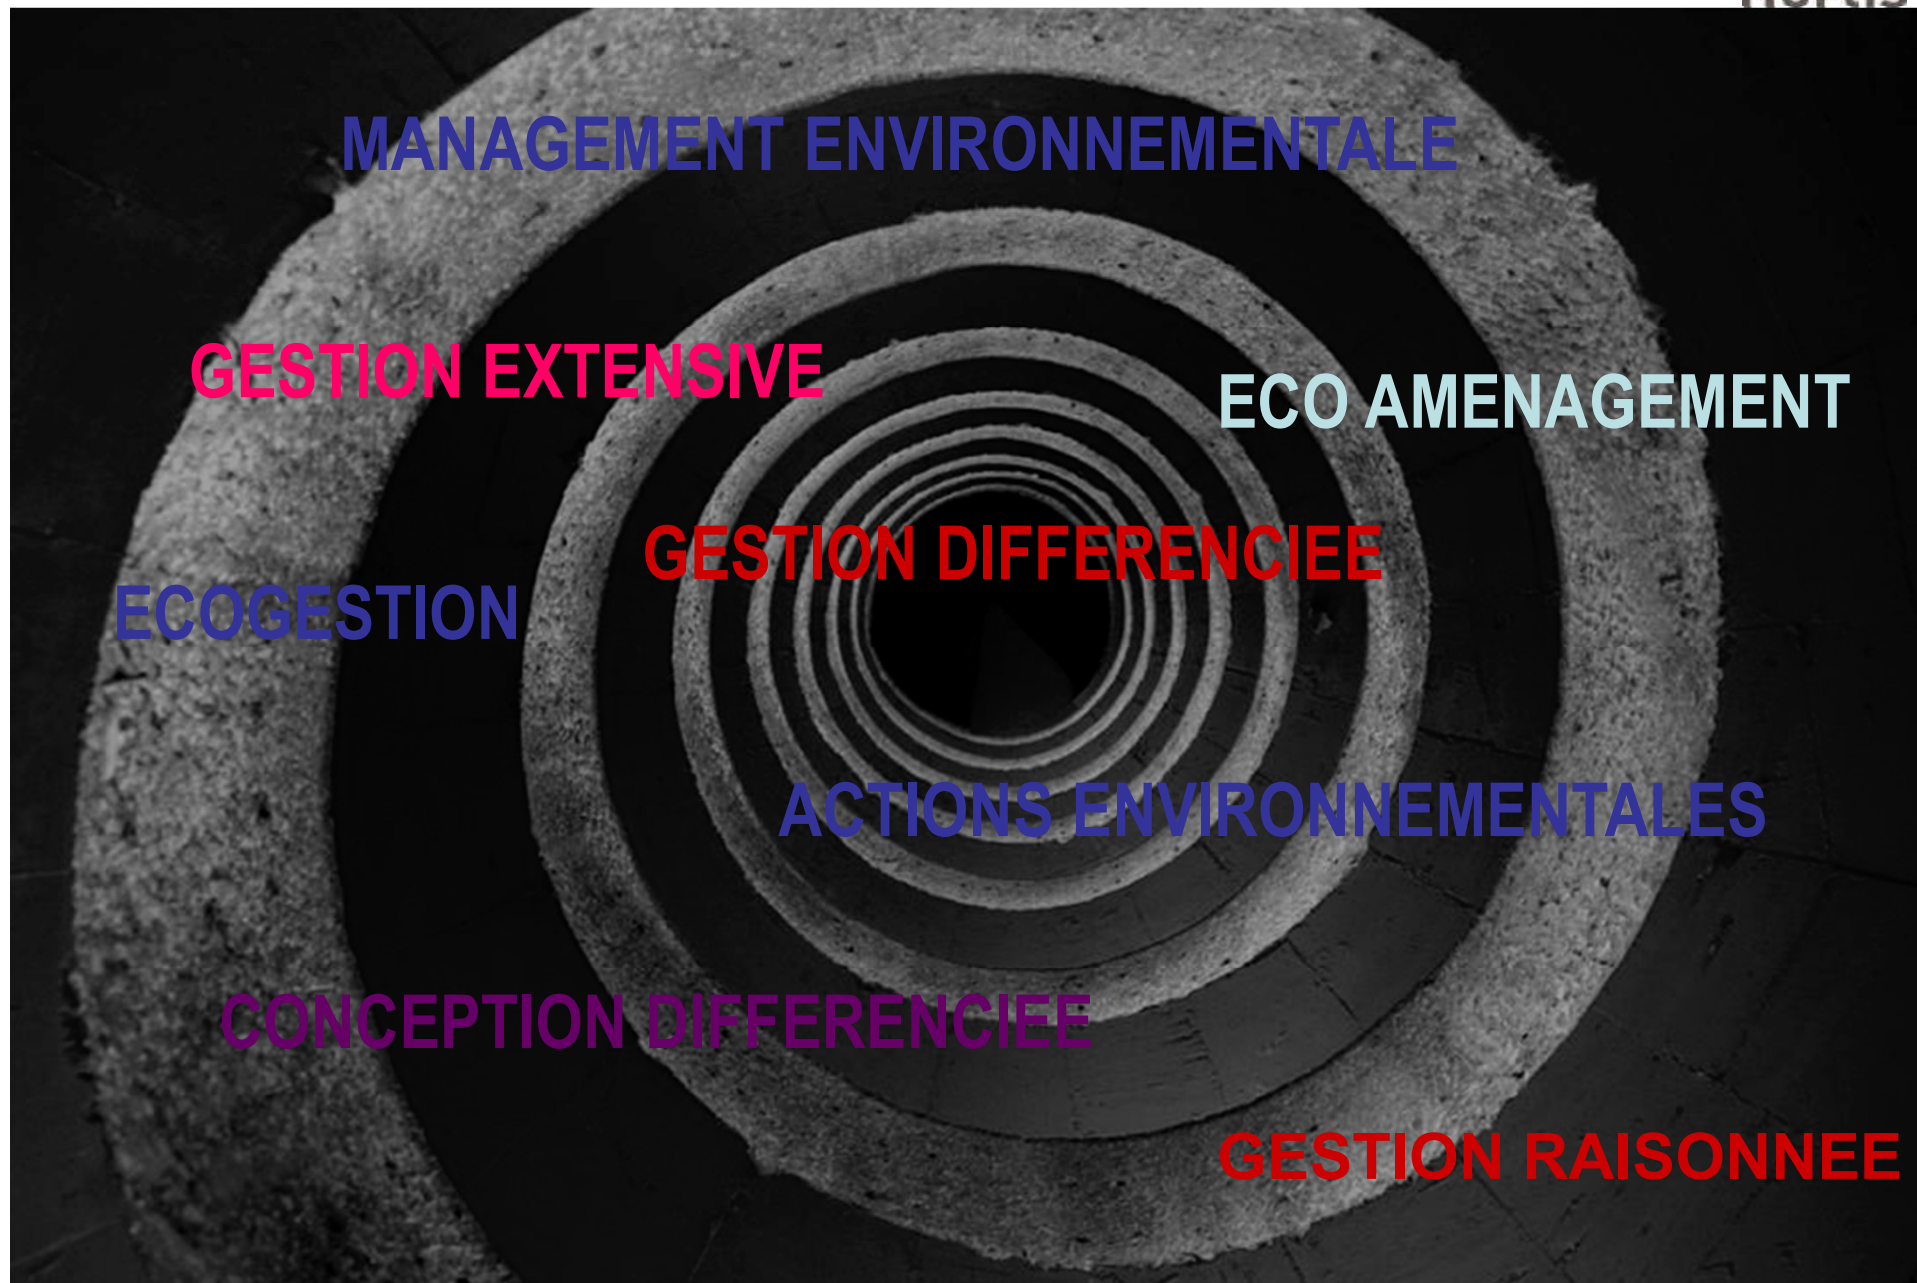 MANAGEMENT ENVIRONNEMENTALE
GESTION EXTENSIVE
ECO AMENAGEMENT
GESTION DIFFERENCIEE
ECOGESTION
ACTIONS ENVIRONNEMENTALES
CONCEPTION DIFFERENCIEE
GESTION RAISONNEE